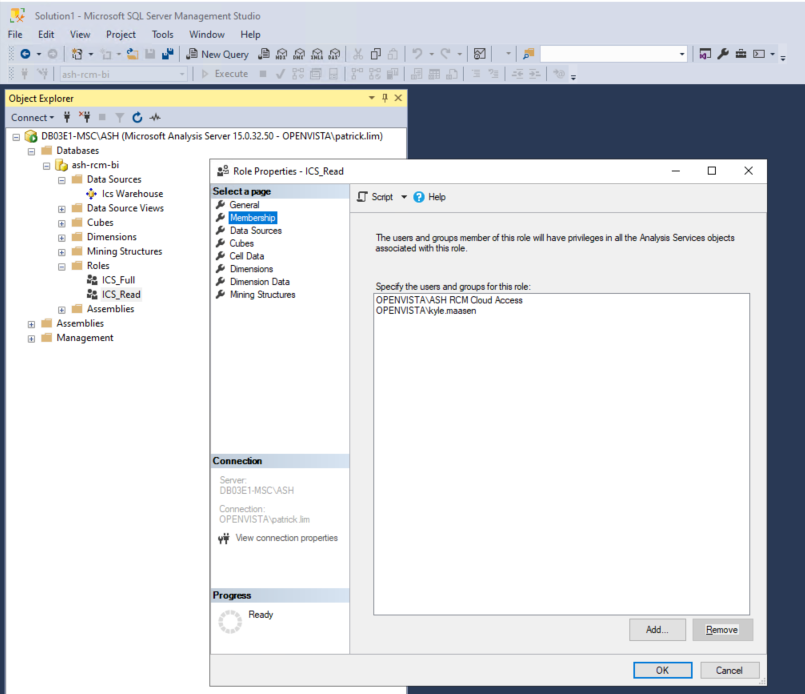 Solution1 - Microsoft SQL Server Management Studio
File Edit View Project Tools Window Help
New Query
MDX DMX XMLA DAX
ash-rcm-bi Execute
Object Explorer
Connect
DB03E1-MSC\ASH (Microsoft Analysis Server 15.0.32.50 - OPENVISTA\patrick.lim)
Databases
ash-rcm-bi
Data Sources
Ics Warehouse
Data Source Views
Cubes
Dimensions
Mining Structures
Roles
ICS_Full
ICS_Read
Assemblies
Assemblies
Management
Role Properties - ICS_Read
Select a page
General
Membership
Data Sources
Cubes
Cell Data
Dimensions
Dimension Data
Mining Structures
Script Help
The users and groups member of this role will have privileges in all the Analysis Services objects
associated with this role.
Specify the users and groups for this role:
OPENVISTA\ASH RCM Cloud Access
OPENVISTA\kyle.maasen
Connection
Server:
DB03E1-MSC\ASH
Connection:
OPENVISTA\patrick.lim
View connection properties
Progress
Ready
Add... Remove
OK Cancel